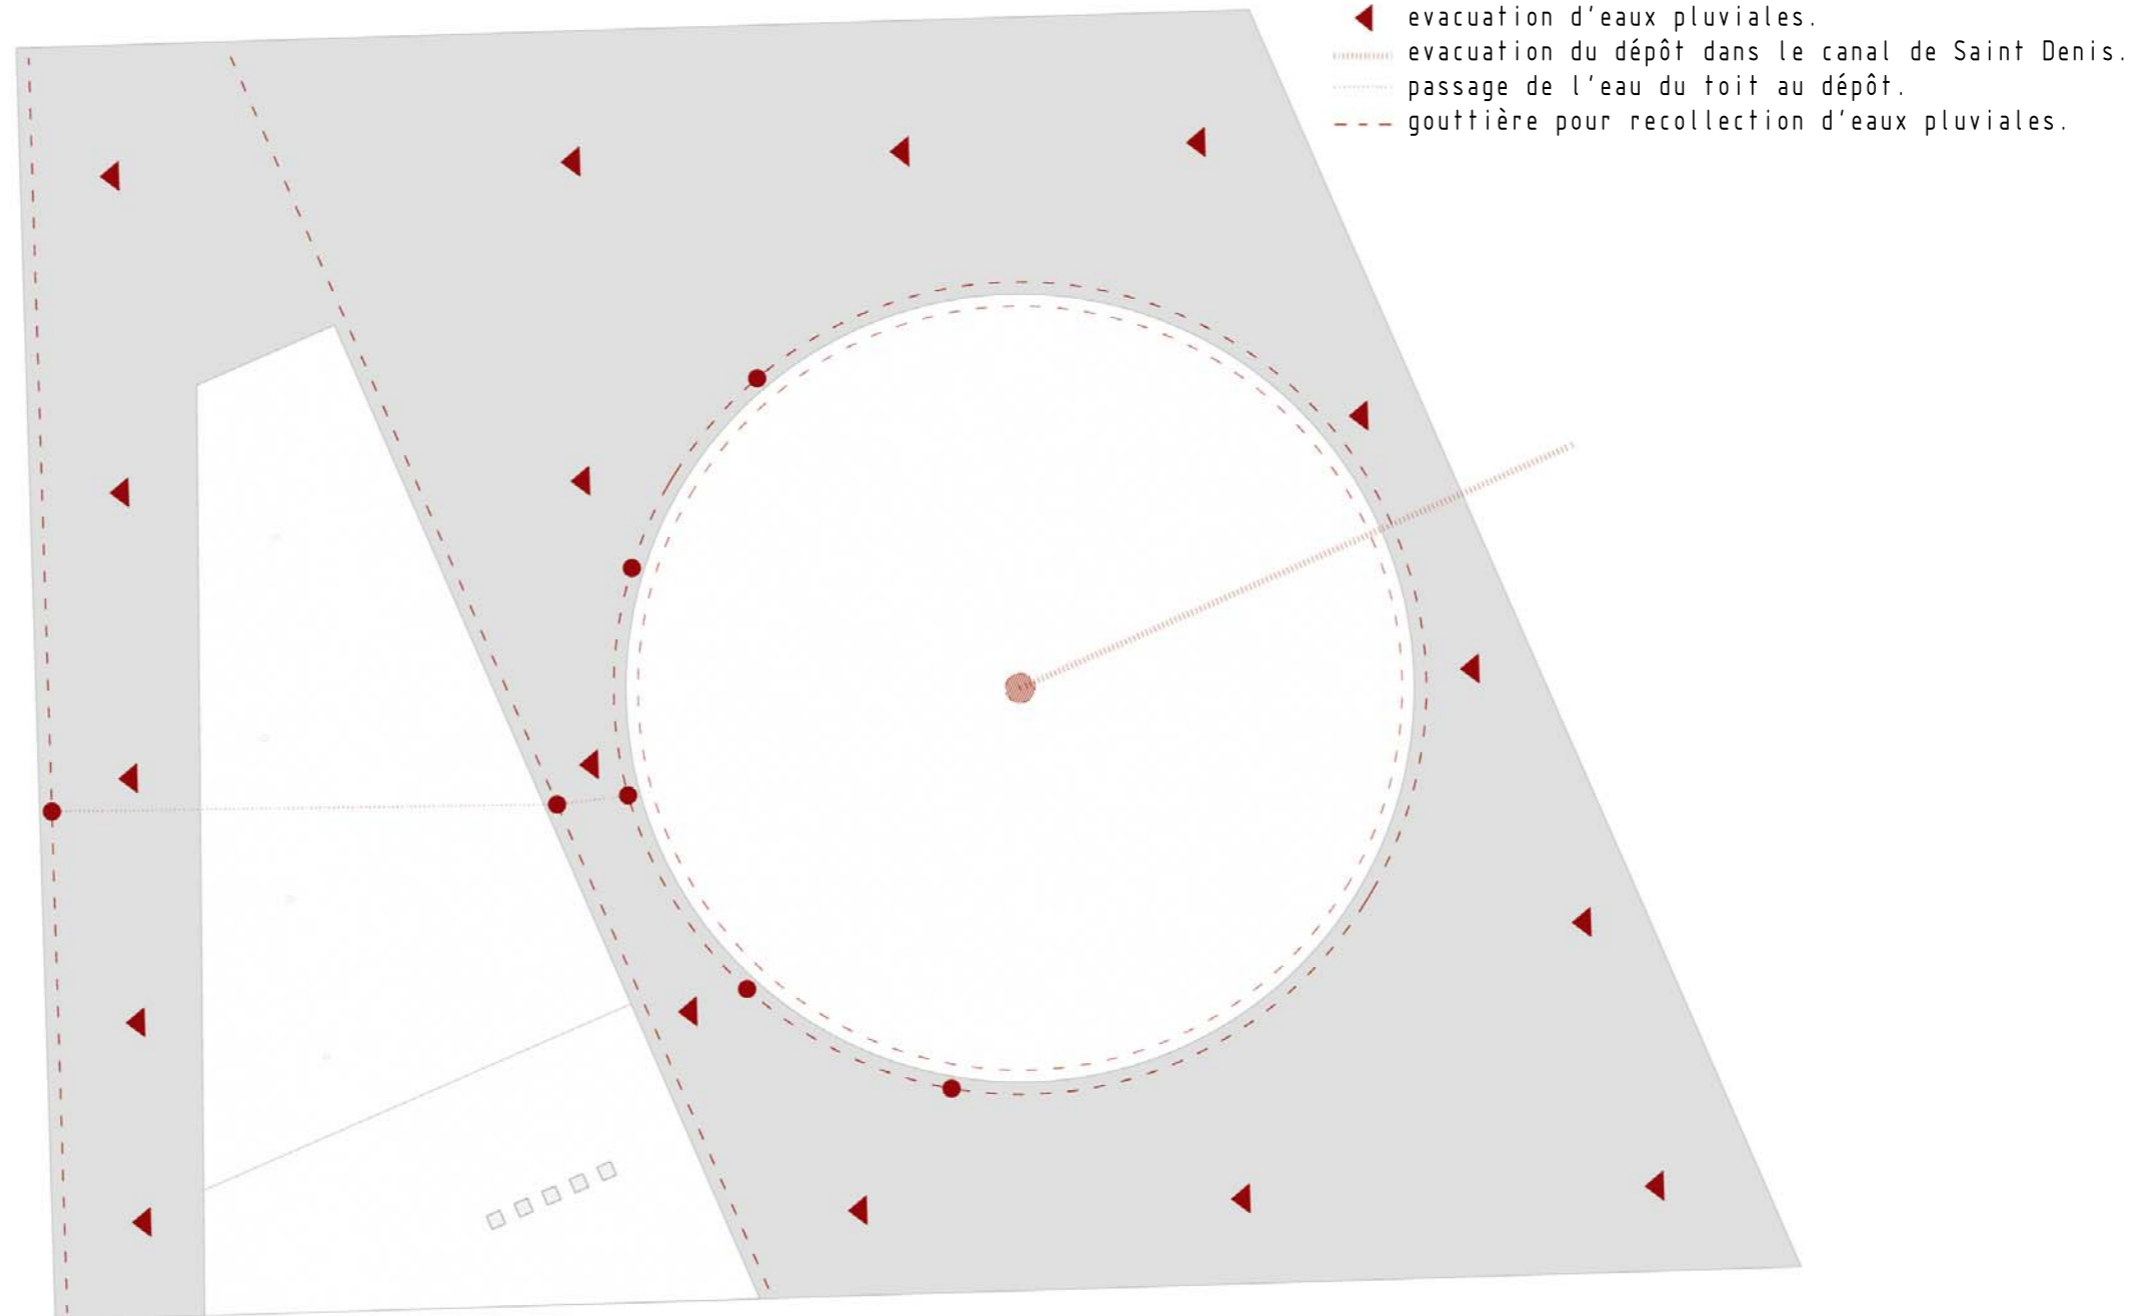 evacuation d'eaux pluviales.
evacuation du dépôt dans le canal de Saint Denis.
passage de l'eau du toit au dépôt.
gouttière pour recollection d'eaux pluviales.